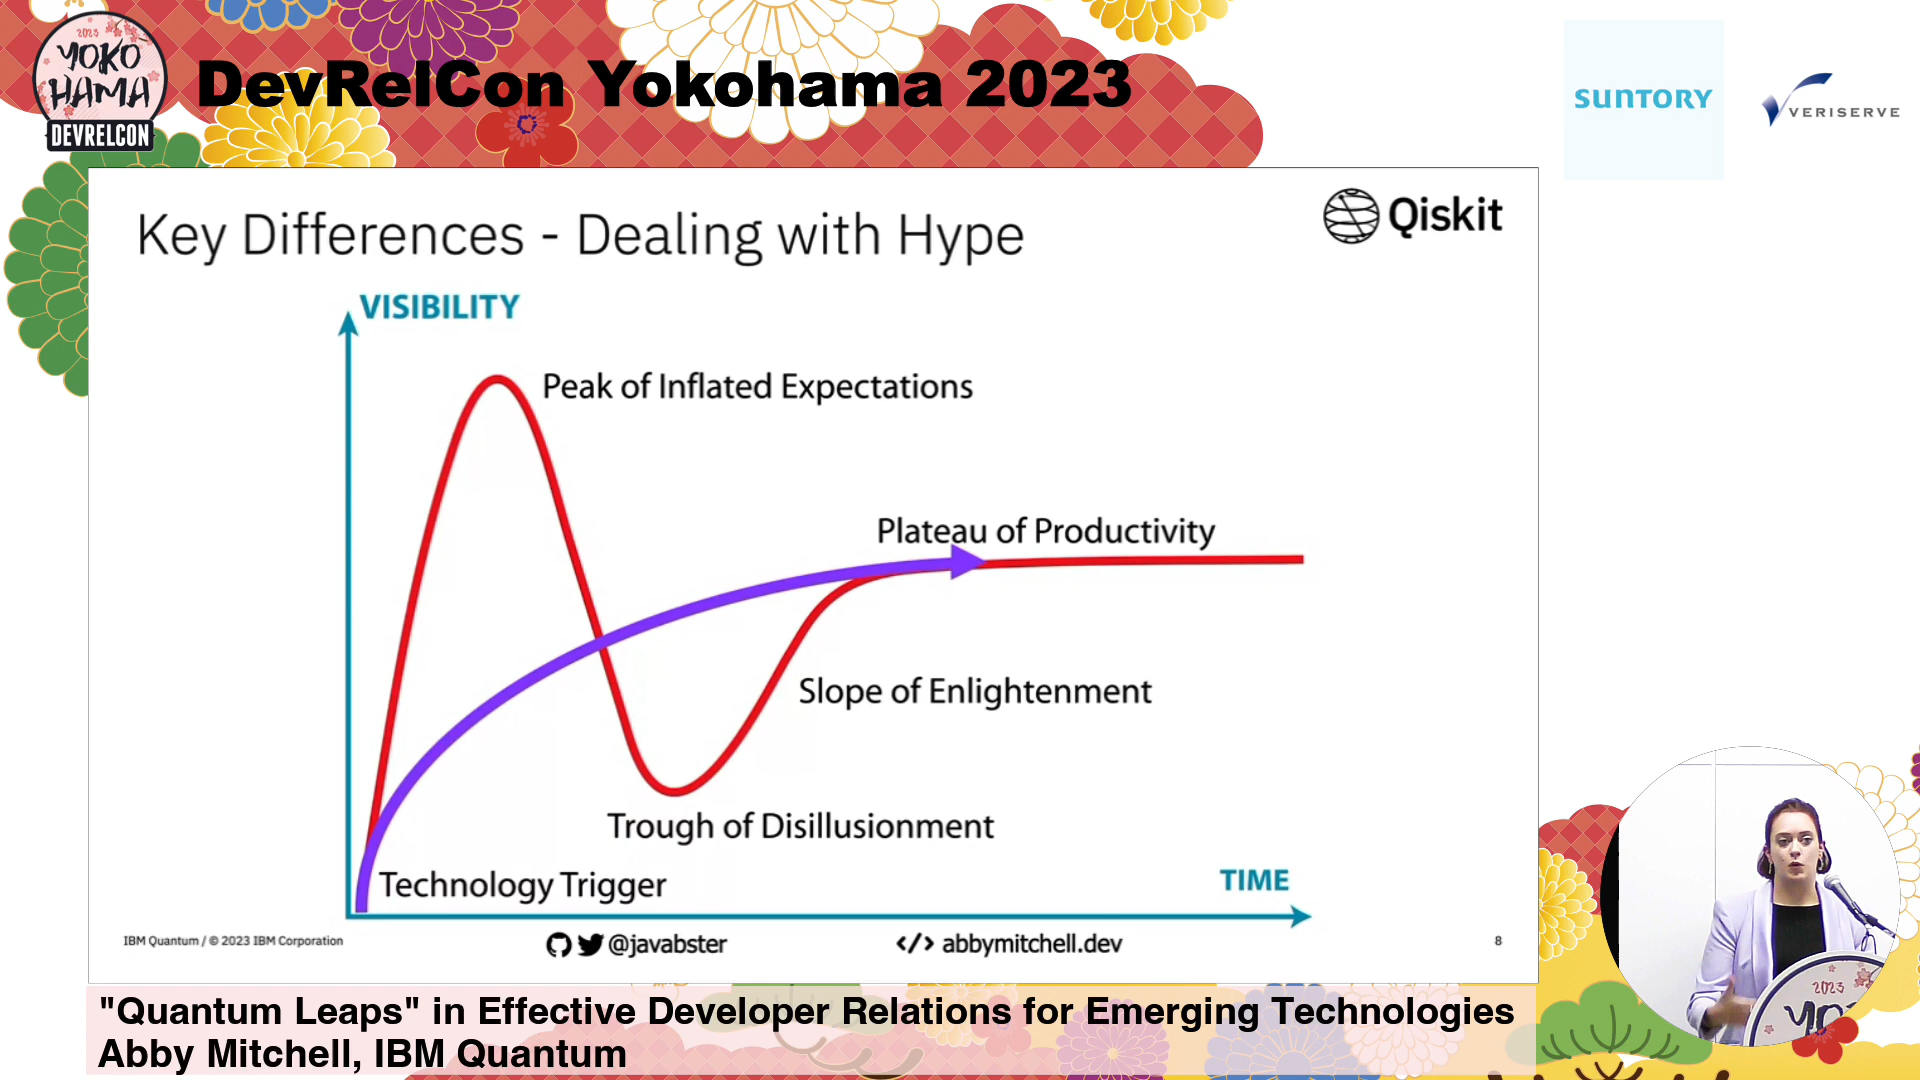 2023
YOKO
HAMA
DEVRELCON
DevRelCon Yokohama 2023
SUNTORY
VERISERVE
Key Differences - Dealing with Hype
Qiskit
VISIBILITY
Peak of Inflated Expectations
Plateau of Productivity
Slope of Enlightenment
Trough of Disillusionment
Technology Trigger
TIME
IBM Quantum / © 2023 IBM Corporation
@javabster
</> abbymitchell.dev
8
2023
YO
"Quantum Leaps" in Effective Developer Relations for Emerging Technologies
Abby Mitchell, IBM Quantum